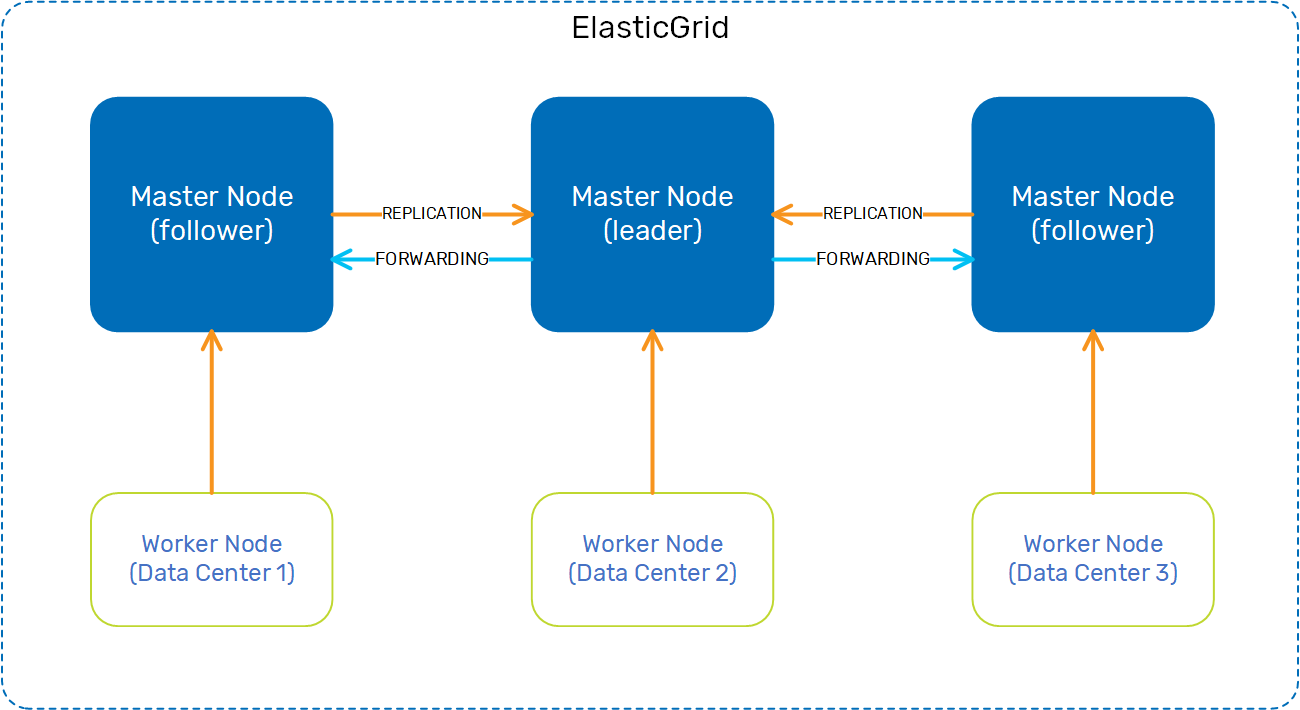 ElasticGrid
Master Node
(follower)
REPLICATION
FORWARDING
Master Node
(leader)
REPLICATION
FORWARDING
Master Node
(follower)
Worker Node
(Data Center 1)
Worker Node
(Data Center 2)
Worker Node
(Data Center 3)